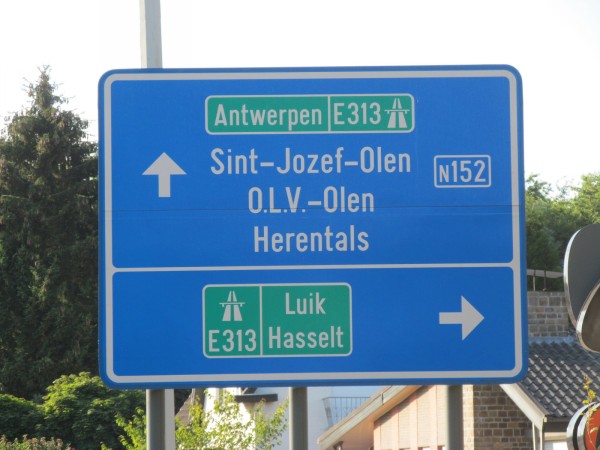 Antwerpen E313
Sint-Jozef-Olen
N152
O.L.V.-Olen
Herentals
Luik
E313 Hasselt